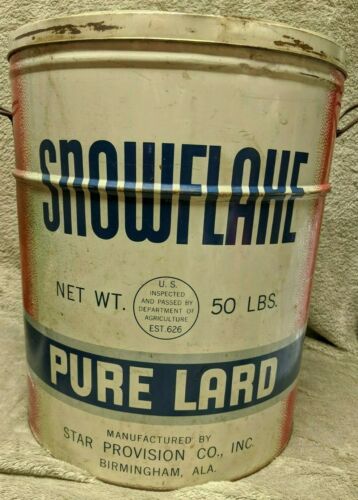 SNOWFLAKE
NET WT.
U. S.
INSPECTED
AND PASSED BY
DEPARTMENT OF
AGRICULTURE
EST. 626
50 LBS.
PURE LARD
MANUFACTURED BY
STAR PROVISION CO., INC.
BIRMINGHAM, ALA.